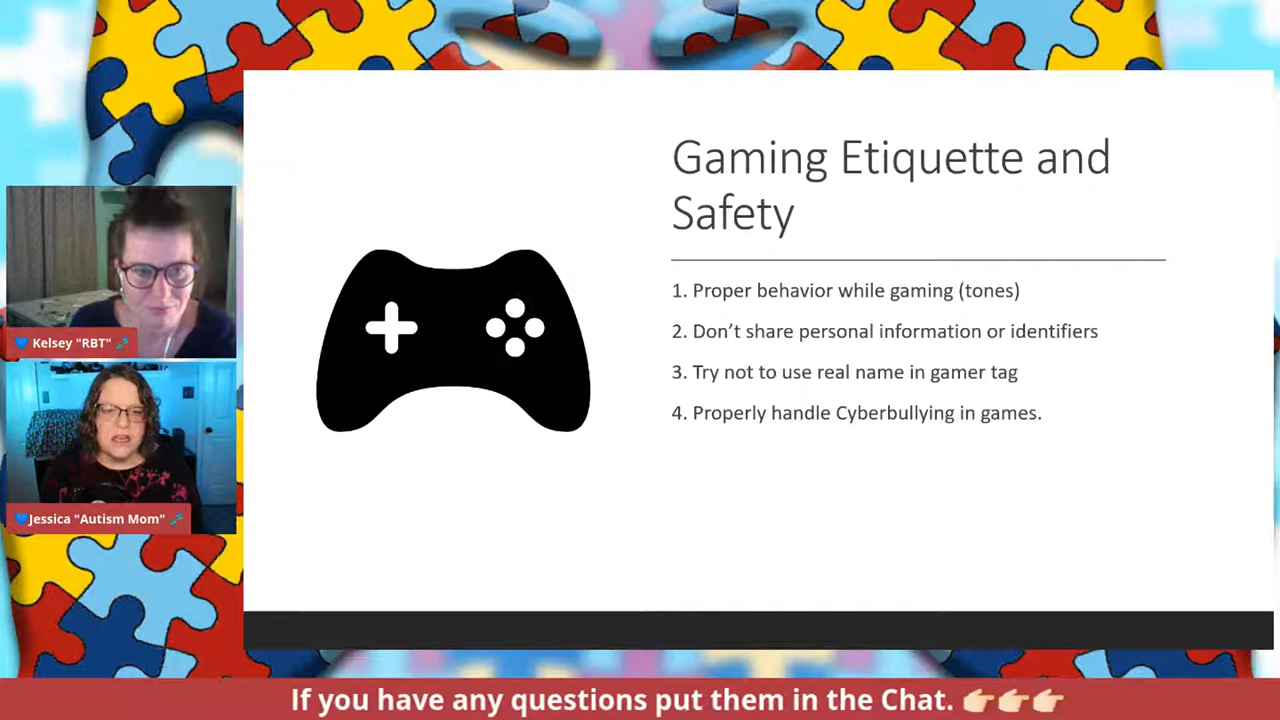 Gaming Etiquette and
Safety
1. Proper behavior while gaming (tones)
2. Don’t share personal information or identifiers
3. Try not to use real name in gamer tag
4. Properly handle Cyberbullying in games.
💙 Kelsey "RBT"
💙Jessica "Autism Mom"
If you have any questions put them in the Chat. 👉🏻👉🏻👉🏻